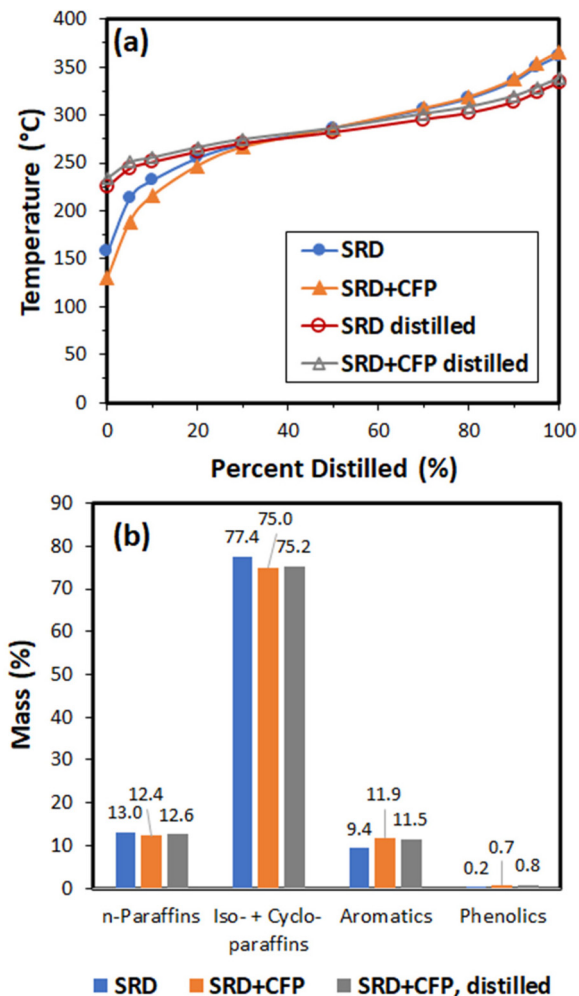 (a)
Temperature (°C)
400
350
300
250
200
150
100
50
0
SRD
SRD+CFP
SRD distilled
SRD+CFP distilled
0 20 40 60 80 100
Percent Distilled (%)
(b)
Mass (%)
90
80
70
60
50
40
30
20
10
0
13.0 12.4 12.6
77.4 75.0 75.2
9.4 11.9 11.5
0.2 0.7 0.8
n-Paraffins Iso- + Cyclo- Aromatics Phenolics
paraffins
SRD SRD+CFP SRD+CFP, distilled